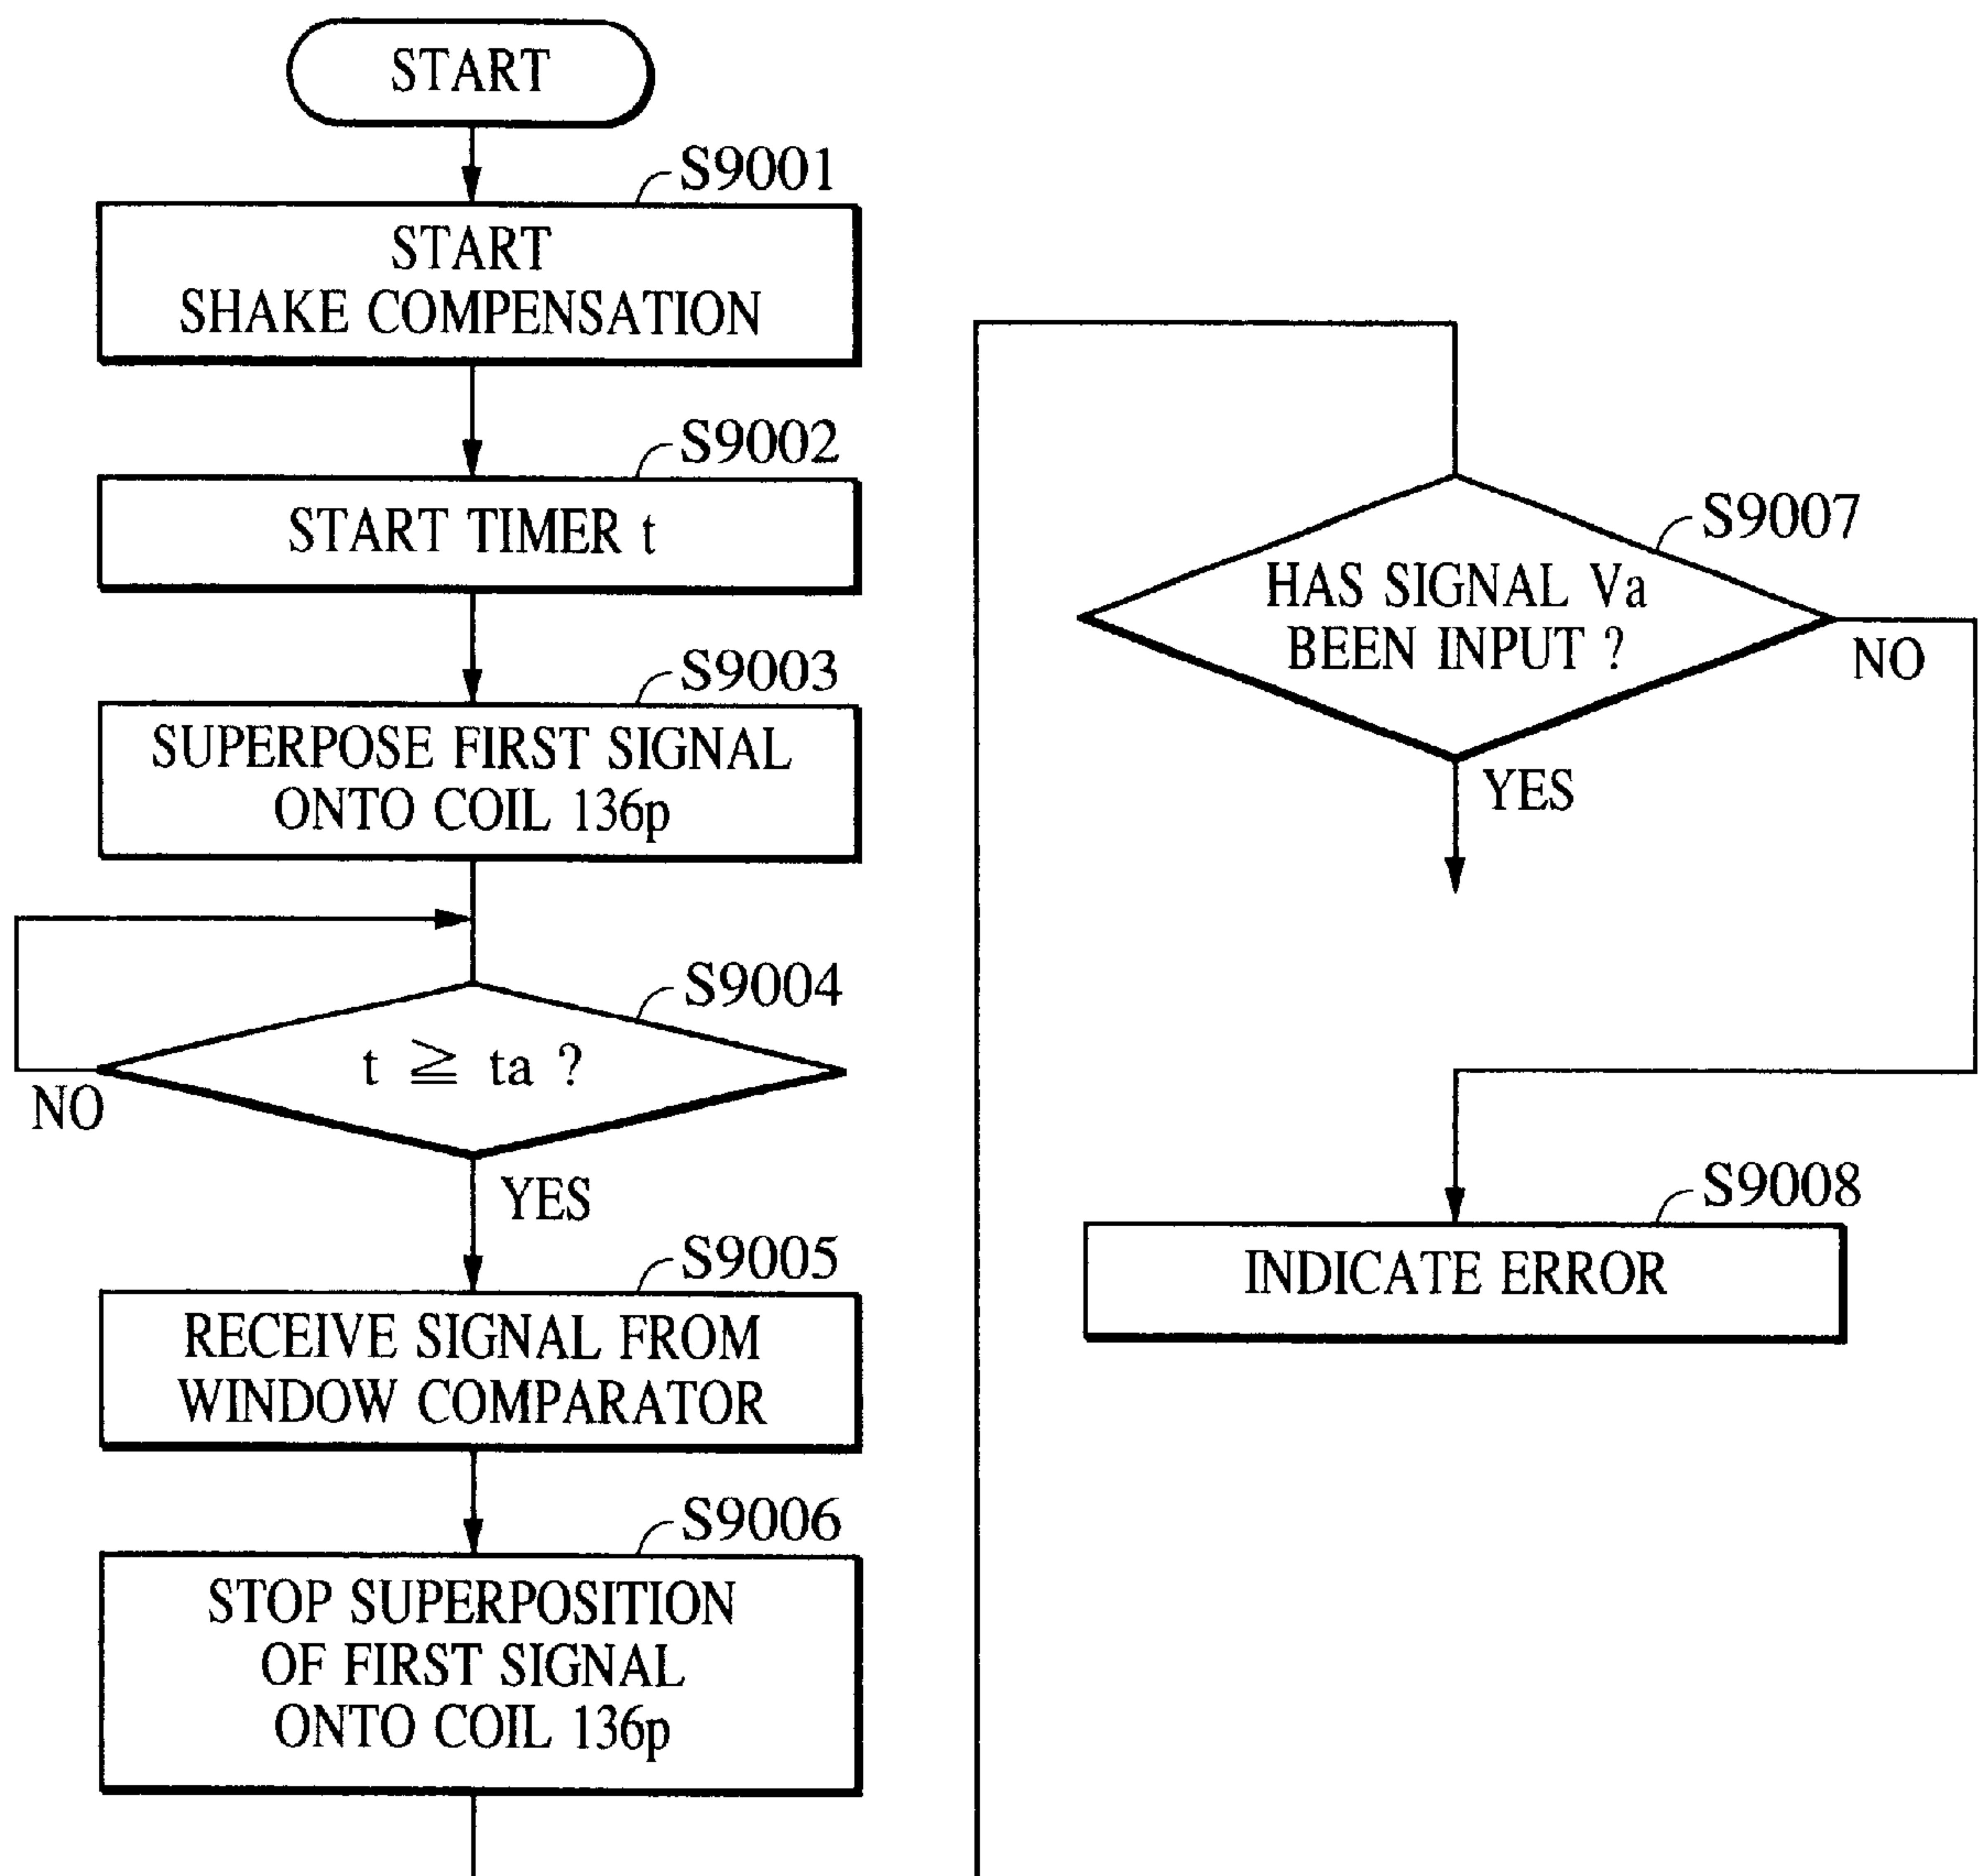 START
S9001
START
SHAKE COMPENSATION
S9002
START TIMER t
S9003
SUPERPOSE FIRST SIGNAL
ONTO COIL 136p
S9004
t ≧ ta ?
NO
YES
S9005
RECEIVE SIGNAL FROM
WINDOW COMPARATOR
S9006
STOP SUPERPOSITION
OF FIRST SIGNAL
ONTO COIL 136p
S9007
HAS SIGNAL Va
BEEN INPUT ?
NO
YES
S9008
INDICATE ERROR